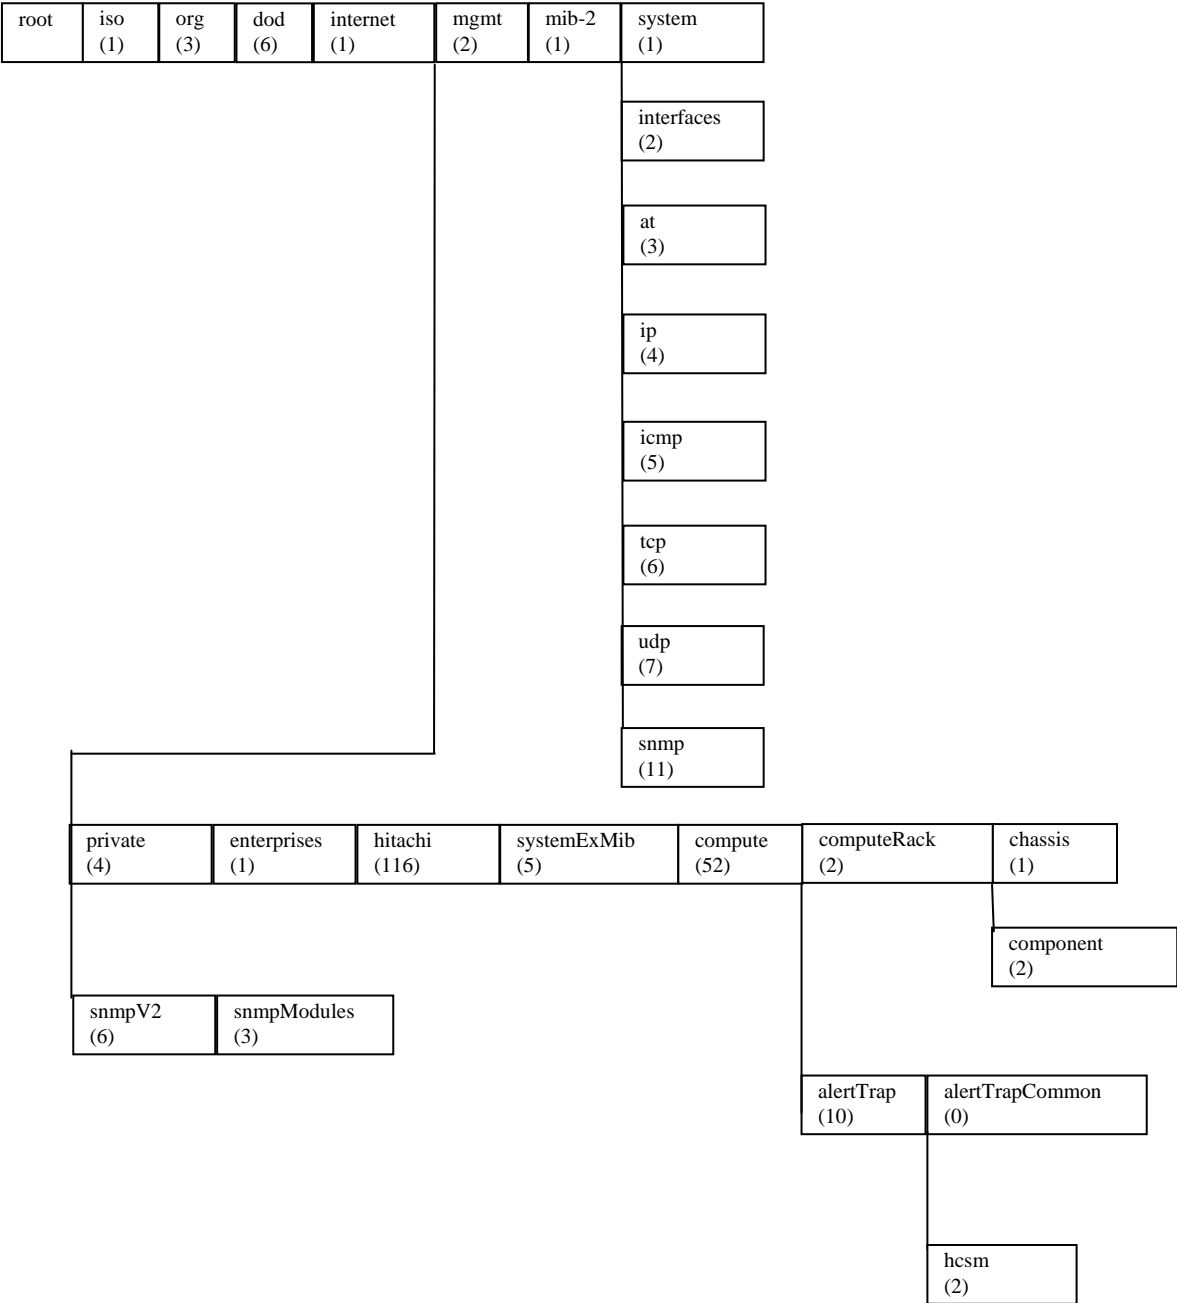 root iso org dod internet mgmt mib-2 system
(1) (3) (6) (1) (2) (1) (1)
interfaces
(2)
at
(3)
ip
(4)
icmp
(5)
tcp
(6)
udp
(7)
snmp
(11)
private enterprises hitachi systemExMib compute computeRack chassis
(4) (1) (116) (5) (52) (2) (1)
component
(2)
snmpV2 snmpModules
(6) (3)
alertTrap alertTrapCommon
(10) (0)
hcsm
(2)